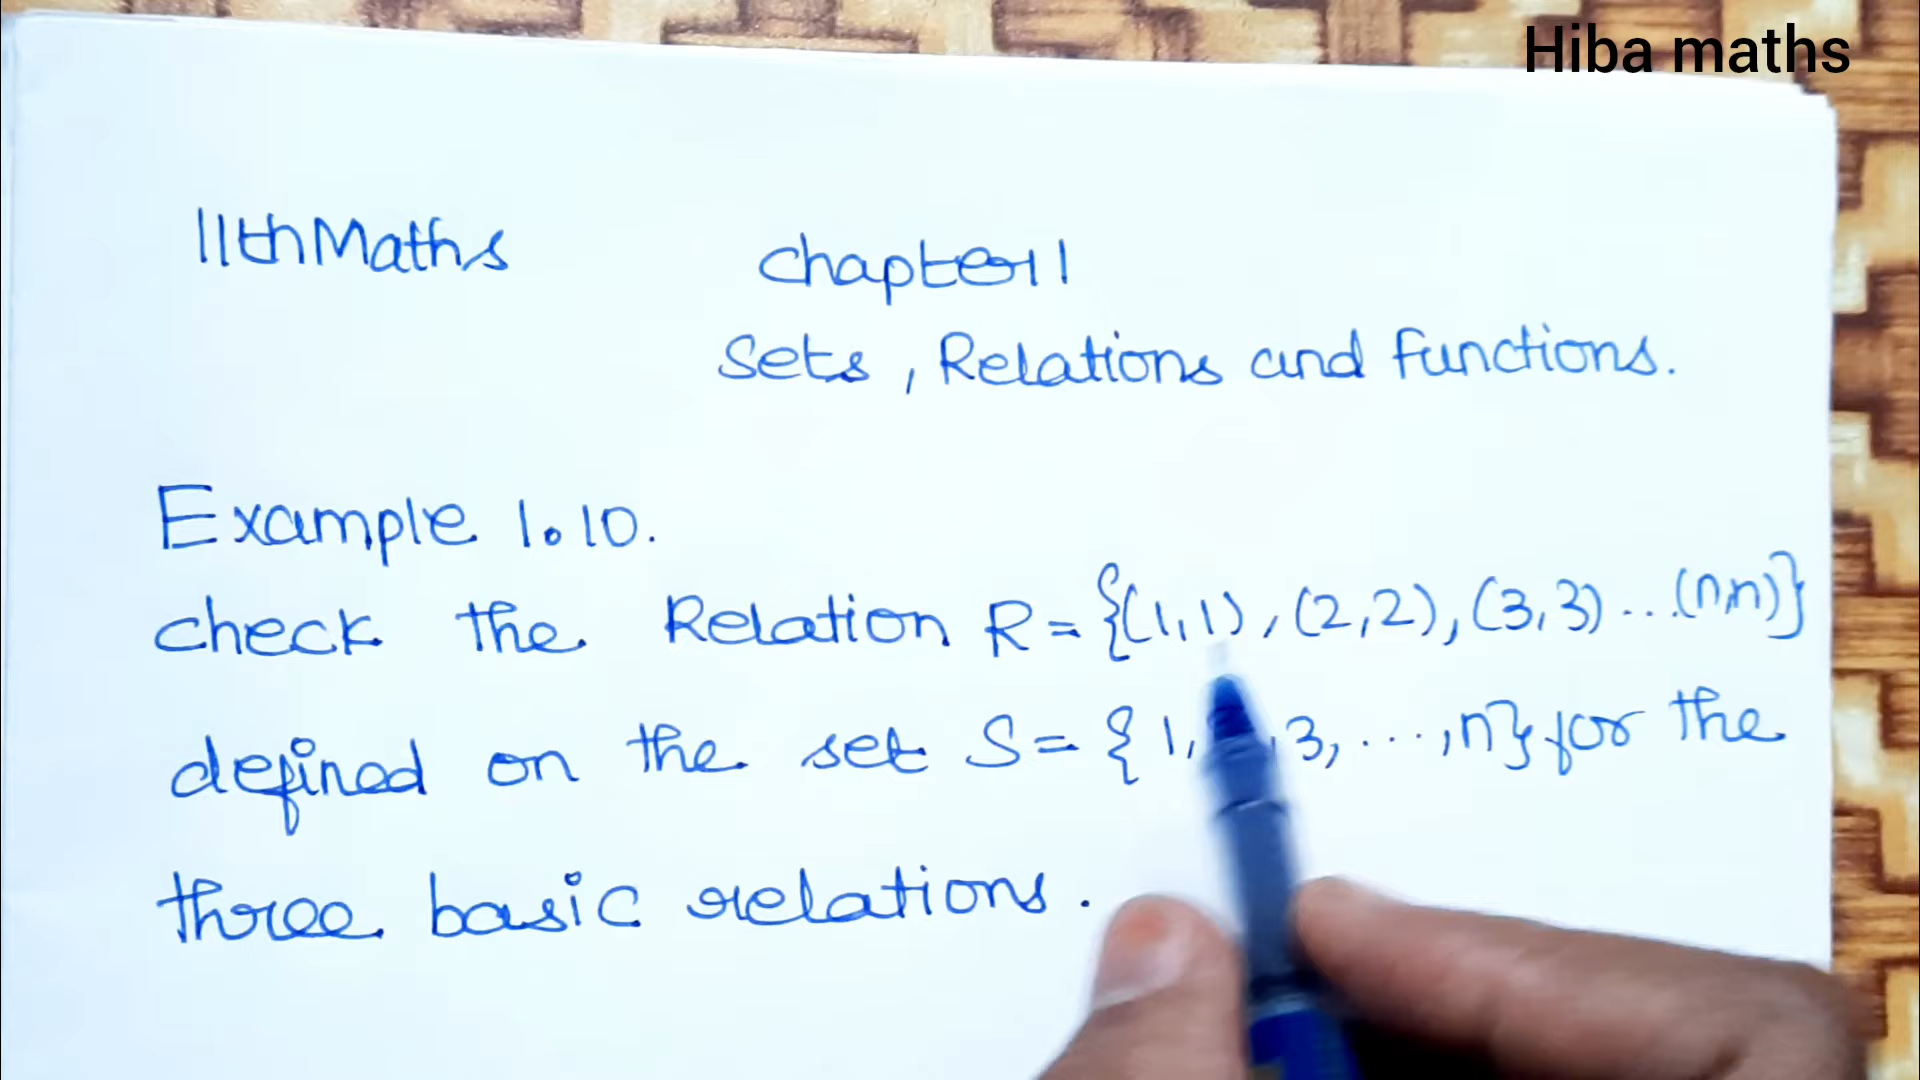 Hiba maths
11th Maths
Chapter 1
Sets, Relations and functions.
Example 1.10.
check the Relation R = {(1,1), (2,2), (3,3) ... (n,n)}
defined on the set S = {1, ,3, ..., n} for the
three basic relations.